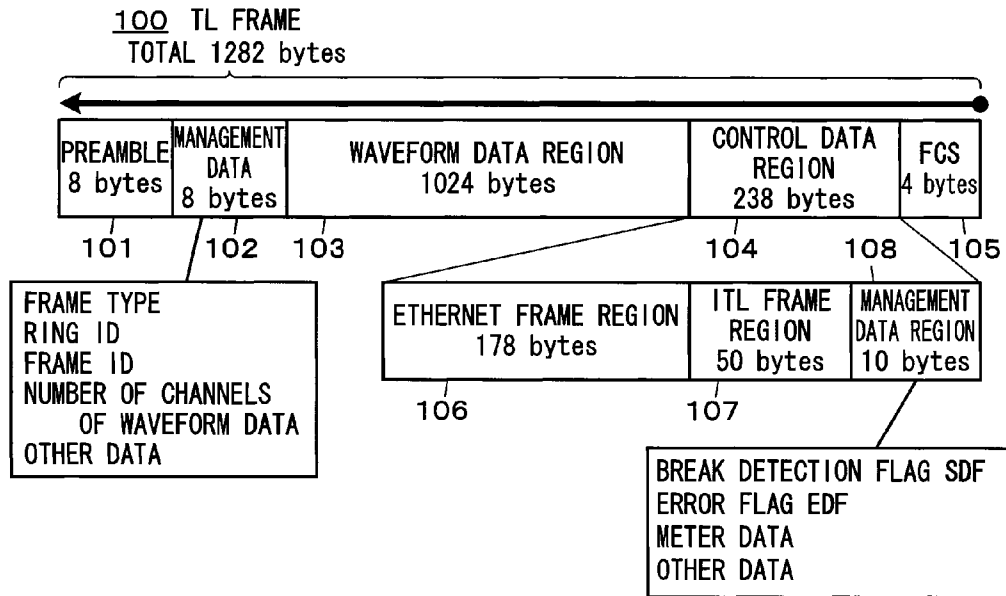 100 TL FRAME
TOTAL 1282 bytes
PREAMBLE
8 bytes
MANAGEMENT
DATA
8 bytes
WAVEFORM DATA REGION
1024 bytes
CONTROL DATA
REGION
238 bytes
FCS
4 bytes
101
102
103
104
108
105
FRAME TYPE
RING ID
FRAME ID
NUMBER OF CHANNELS
OF WAVEFORM DATA
OTHER DATA
ETHERNET FRAME REGION
178 bytes
ITL FRAME
REGION
50 bytes
MANAGEMENT
DATA REGION
10 bytes
106
107
BREAK DETECTION FLAG SDF
ERROR FLAG EDF
METER DATA
OTHER DATA